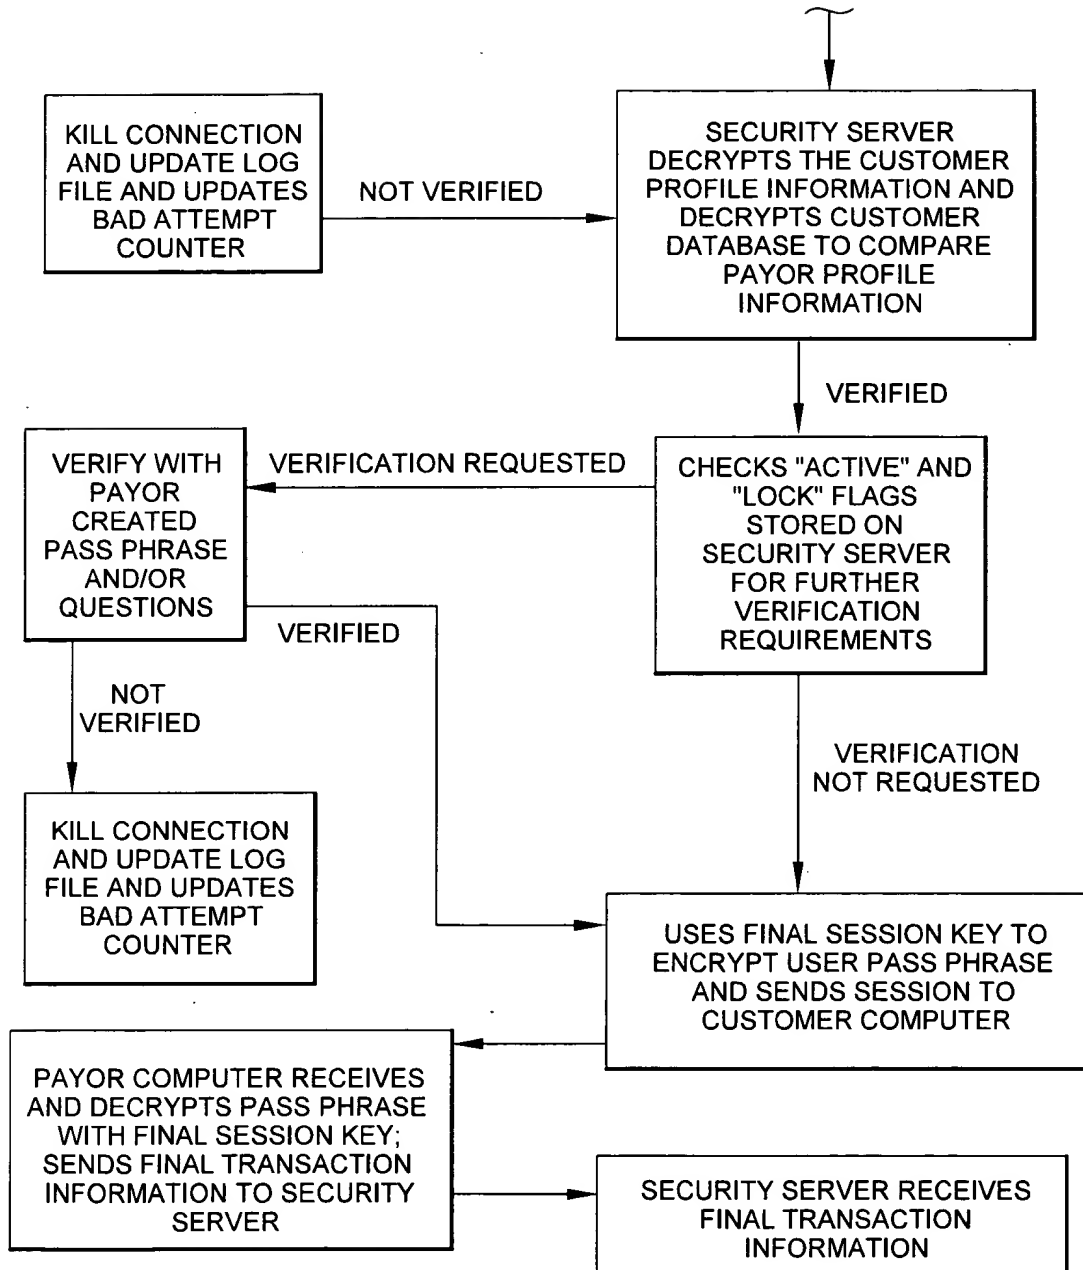 KILL CONNECTION
AND UPDATE LOG
FILE AND UPDATES
BAD ATTEMPT
COUNTER
NOT VERIFIED
SECURITY SERVER
DECRYPTS THE CUSTOMER
PROFILE INFORMATION AND
DECRYPTS CUSTOMER
DATABASE TO COMPARE
PAYOR PROFILE
INFORMATION
VERIFIED
VERIFY WITH
PAYOR
CREATED
PASS PHRASE
AND/OR
QUESTIONS
VERIFICATION REQUESTED
CHECKS "ACTIVE" AND
"LOCK" FLAGS
STORED ON
SECURITY SERVER
FOR FURTHER
VERIFICATION
REQUIREMENTS
VERIFIED
NOT
VERIFIED
VERIFICATION
NOT REQUESTED
KILL CONNECTION
AND UPDATE LOG
FILE AND UPDATES
BAD ATTEMPT
COUNTER
USES FINAL SESSION KEY TO
ENCRYPT USER PASS PHRASE
AND SENDS SESSION TO
CUSTOMER COMPUTER
PAYOR COMPUTER RECEIVES
AND DECRYPTS PASS PHRASE
WITH FINAL SESSION KEY;
SENDS FINAL TRANSACTION
INFORMATION TO SECURITY
SERVER
SECURITY SERVER RECEIVES
FINAL TRANSACTION
INFORMATION